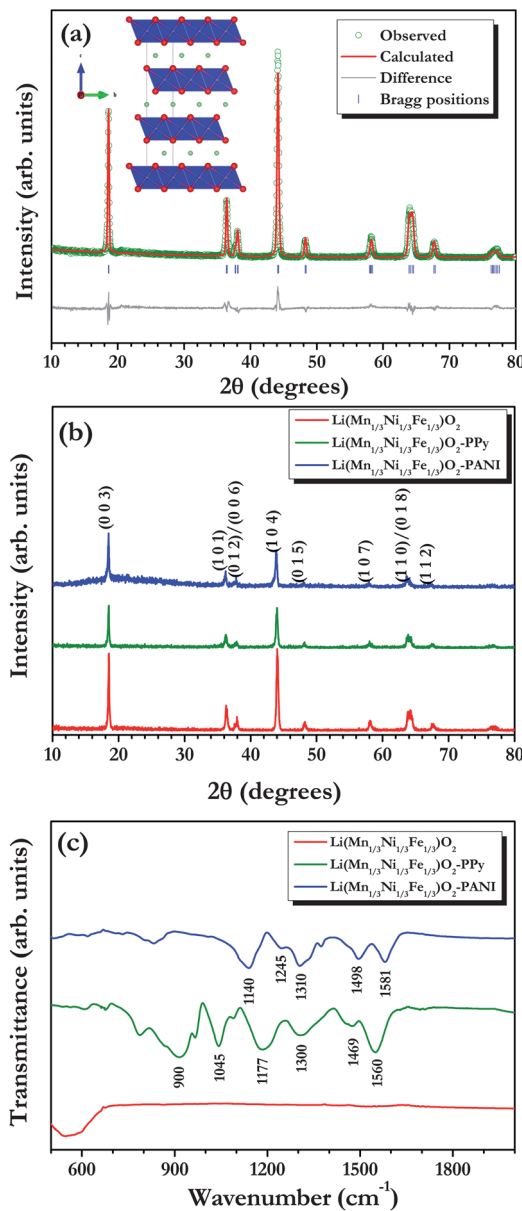 (a)
Observed
Calculated
Difference
Bragg positions
Intensity (arb. units)
10 20 30 40 50 60 70 80
2θ (degrees)
(b)
Li(Mn1/3Ni1/3Fe1/3)O2
Li(Mn1/3Ni1/3Fe1/3)O2-PPy
Li(Mn1/3Ni1/3Fe1/3)O2-PANI
Intensity (arb. units)
(0 0 3)
(1 0 1)
(0 1 2)/(0 0 6)
(1 0 4)
(0 1 5)
(1 0 7)
(1 1 0)/(0 1 8)
(1 1 2)
10 20 30 40 50 60 70 80
2θ (degrees)
(c)
Li(Mn1/3Ni1/3Fe1/3)O2
Li(Mn1/3Ni1/3Fe1/3)O2-PPy
Li(Mn1/3Ni1/3Fe1/3)O2-PANI
Transmittance (arb. units)
1140
1245
1310
1498
1581
900
1045
1177
1300
1469
1560
600 900 1200 1500 1800
Wavenumber (cm-1)